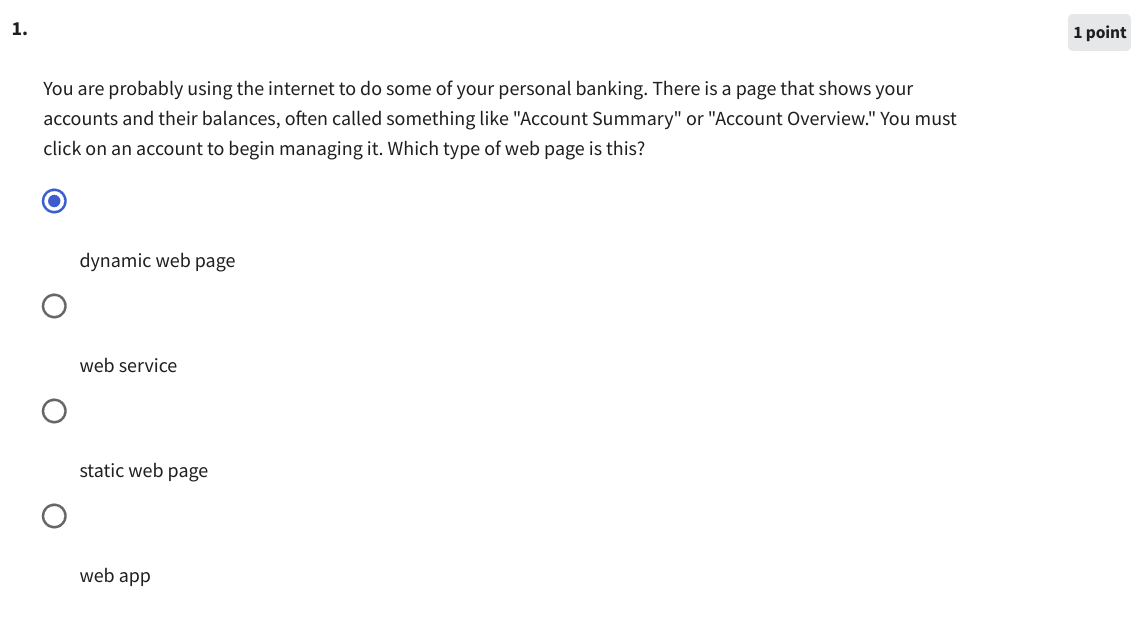 1.
1 point
You are probably using the internet to do some of your personal banking. There is a page that shows your
accounts and their balances, often called something like "Account Summary" or "Account Overview." You must
click on an account to begin managing it. Which type of web page is this?
dynamic web page
web service
static web page
web app